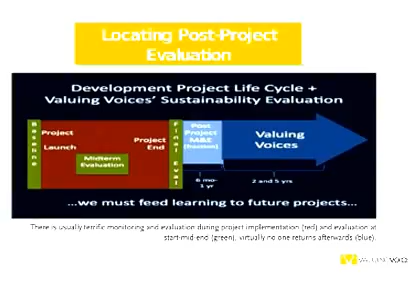 Locating Post-Project
Evaluation
Development Project Life Cycle +
Valuing Voices' Sustainability Evaluation
Baseline
Project
Launch
Midterm
Evaluation
Project
End
Final Eval
Post
Project
M&E
Valuing
Voices
6 mo-
1 yr
2 and 5 yrs
...we must feed learning to future projects...
There is usually terrific monitoring and evaluation during project implementation (red) and evaluation at
start-mid-end (green), virtually no one returns afterwards (blue).